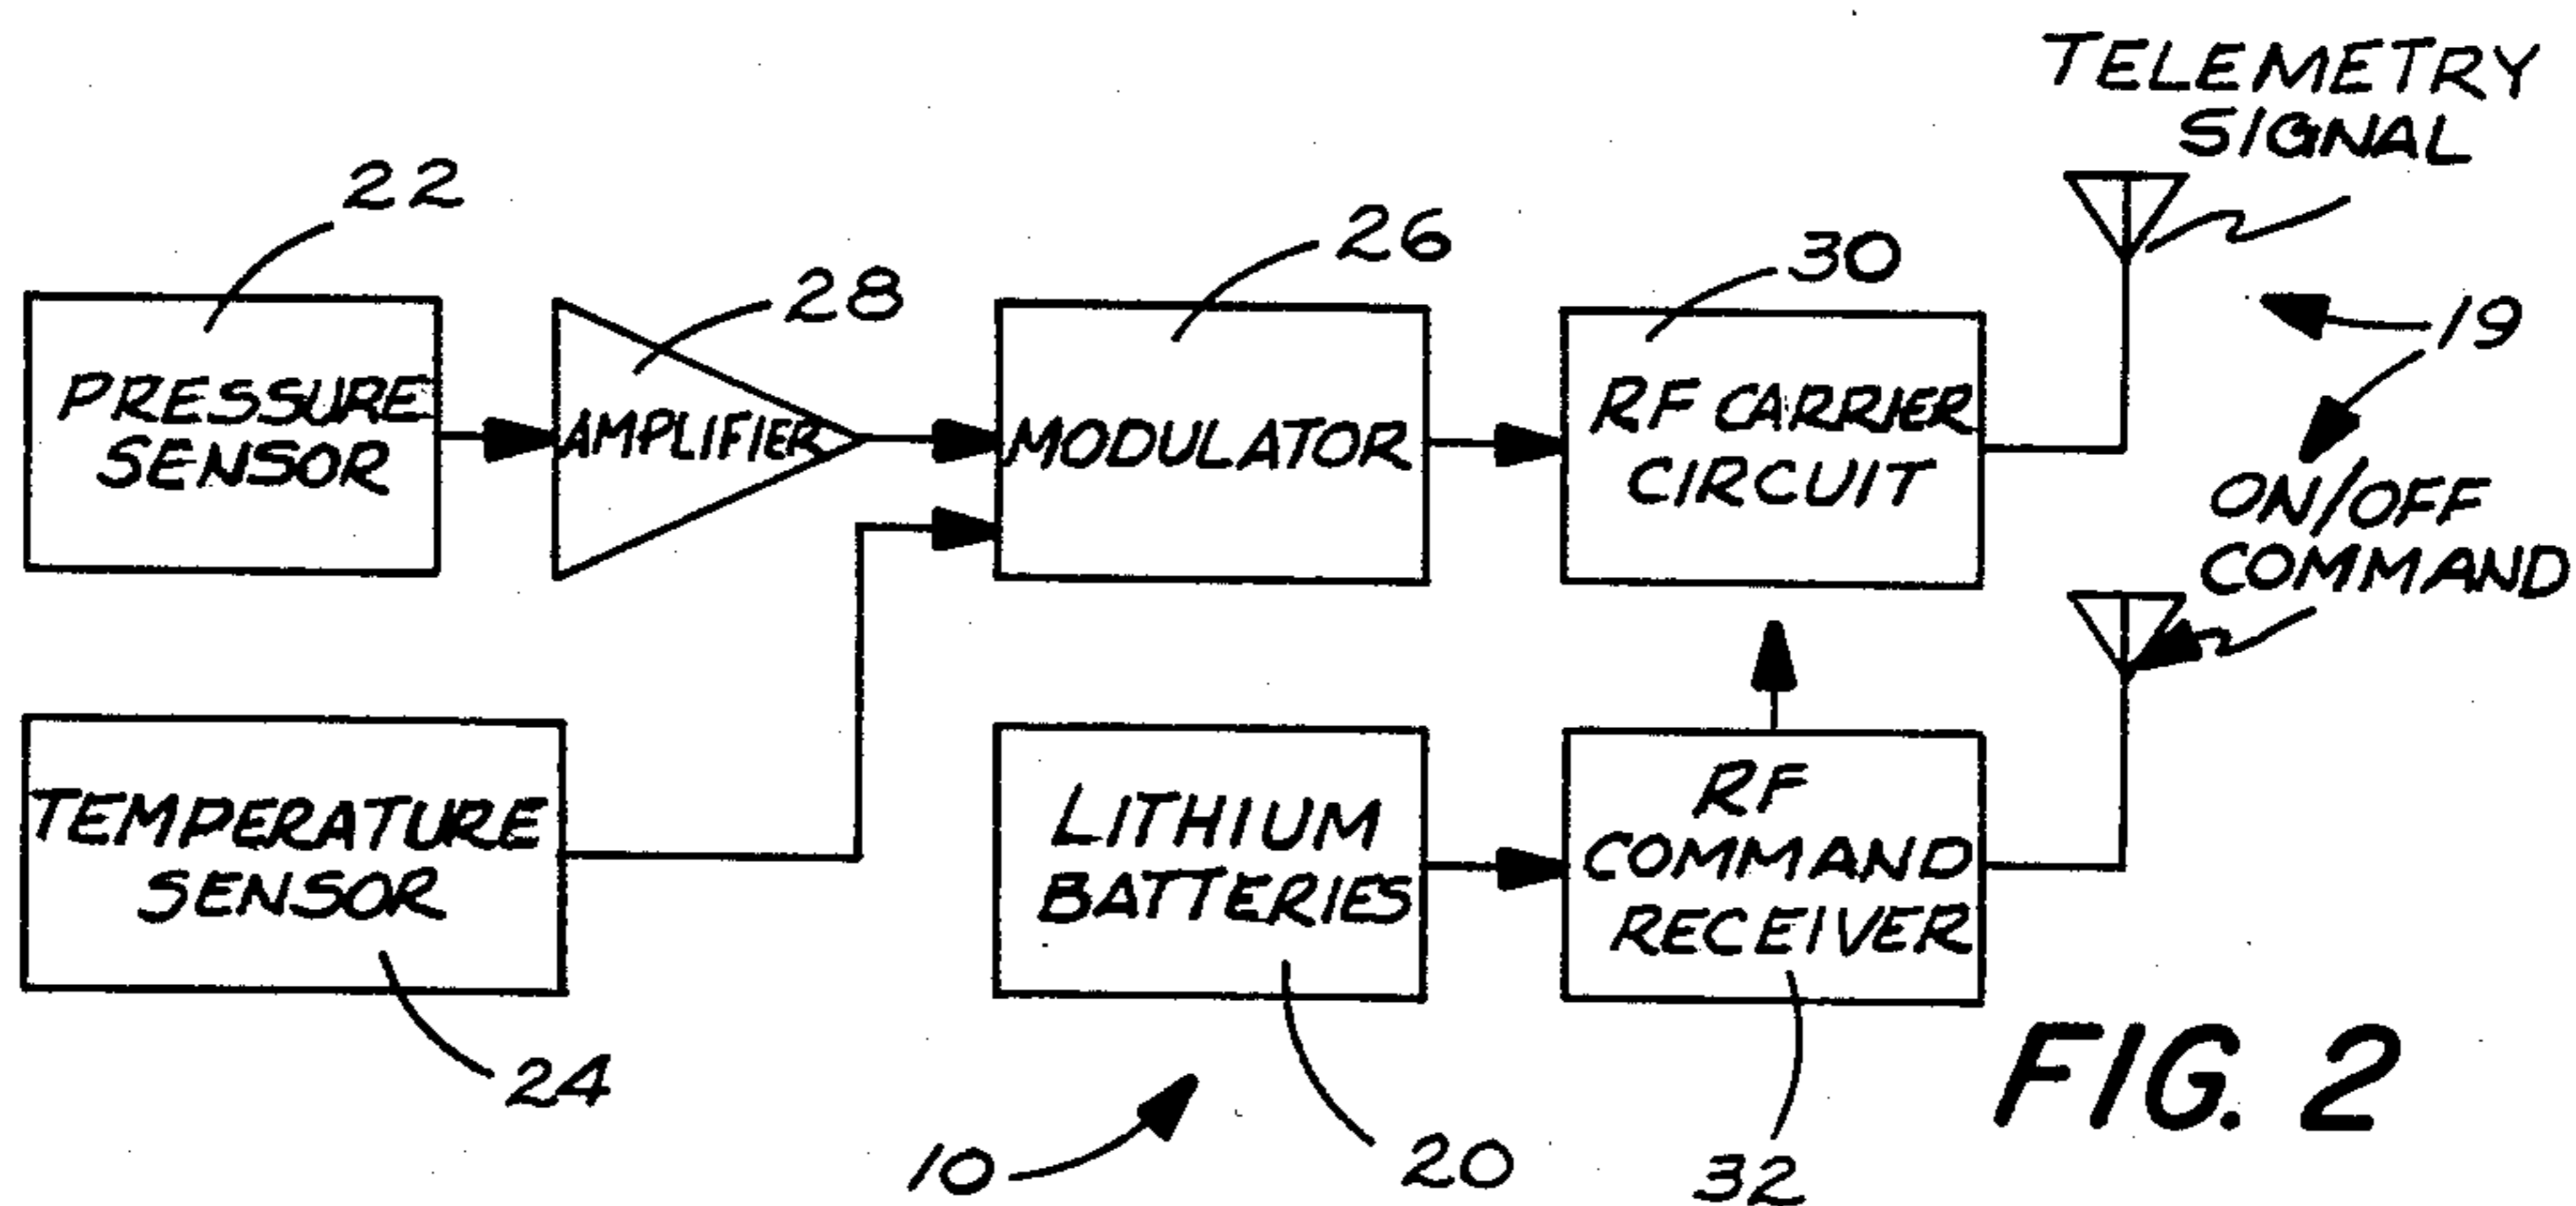 TELEMETRY
SIGNAL
22
28
26
30
19
PRESSURE
SENSOR
AMPLIFIER
MODULATOR
RF CARRIER
CIRCUIT
ON/OFF
COMMAND
TEMPERATURE
SENSOR
LITHIUM
BATTERIES
RF
COMMAND
RECEIVER
24
10
20
32
FIG. 2